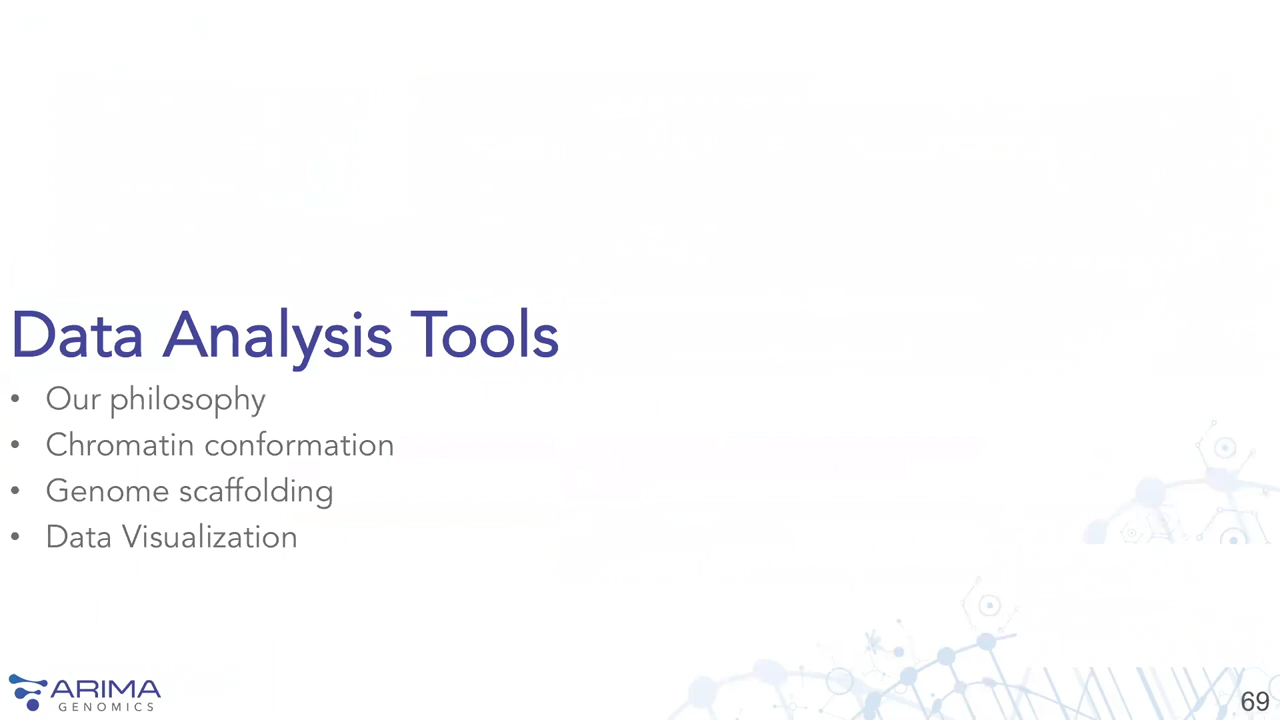 Data Analysis Tools
• Our philosophy
• Chromatin conformation
• Genome scaffolding
• Data Visualization
ARIMA
GENOMICS
69